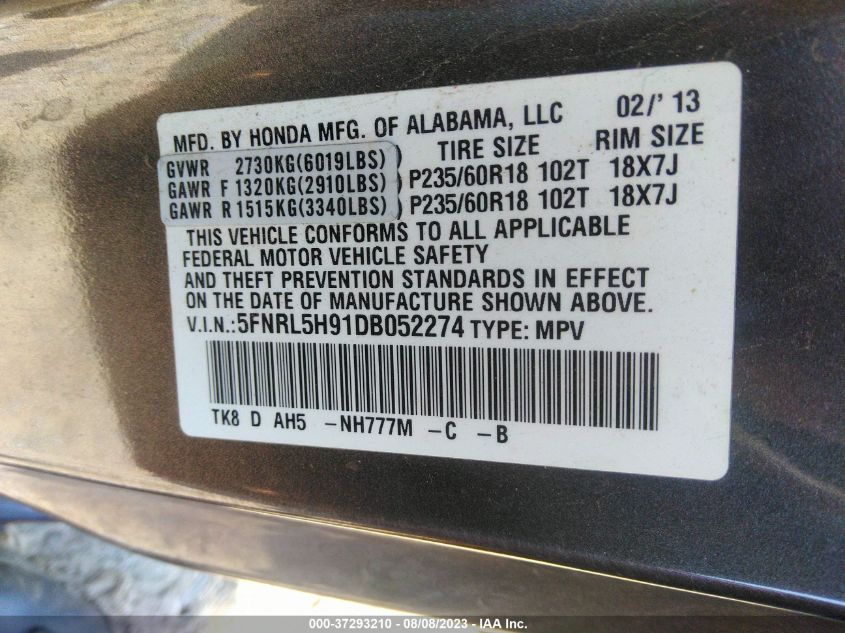 MFD. BY HONDA MFG. OF ALABAMA, LLC 02/' 13
TIRE SIZE RIM SIZE
GVWR 2730KG(6019LBS)
GAWR F 1320KG(2910LBS) P235/60R18 102T 18X7J
GAWR R 1515KG(3340LBS) P235/60R18 102T 18X7J
THIS VEHICLE CONFORMS TO ALL APPLICABLE
FEDERAL MOTOR VEHICLE SAFETY
AND THEFT PREVENTION STANDARDS IN EFFECT
ON THE DATE OF MANUFACTURE SHOWN ABOVE.
V.I.N.:5FNRL5H91DB052274 TYPE: MPV
TK8 D AH5 -NH777M -C -B
000-37293210 - 08/08/2023 - IAA Inc.